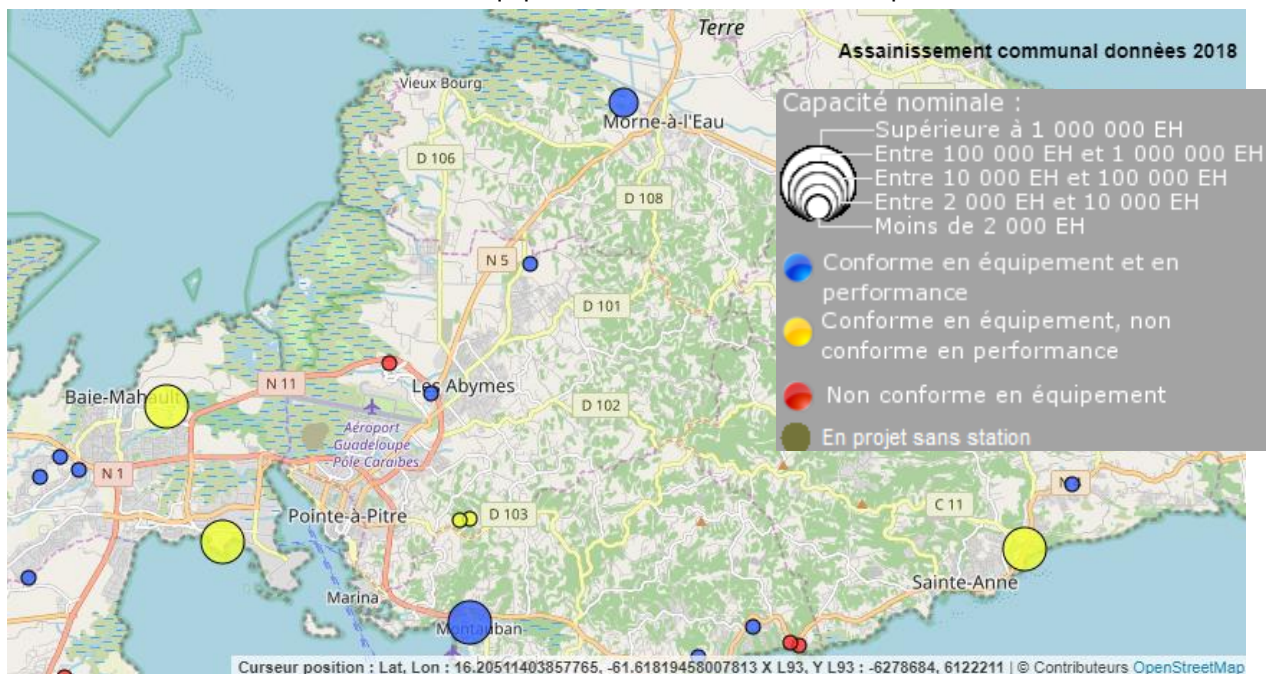 Terre
Assainissement communal donnèes 2018
Vieux Bourg
Capacité nominale :
Supérieure à 1 000 000 EH
Morne-à-l'Eau
Entre 100 000 EH et 1 000 000 EH
D 106
Entre 10 000 EH et 100 000 EH
D 108
Entre 2 000 EH et 10 000 EH
Moins de 2 000 EH
N 5
Conforme en équipement et en
performance
D 101
Conforme en équipement, non
conforme en performance
N 11
Les Abymes
Baie-Mahault
Non conforme en équipement
D 102
Aéroport
Guadeloupe
- Pôle Caraïbes
En projet sans station
N 1
C 11
Pointe-à-Pitre
D 103
Sainte-Anne
Marina
Montauban
Curseur position : Lat, Lon : 16.20511403857765, -61.61819458007813 X L93, Y L93 : -6278684, 6122211 | © Contributeurs OpenStreetMap